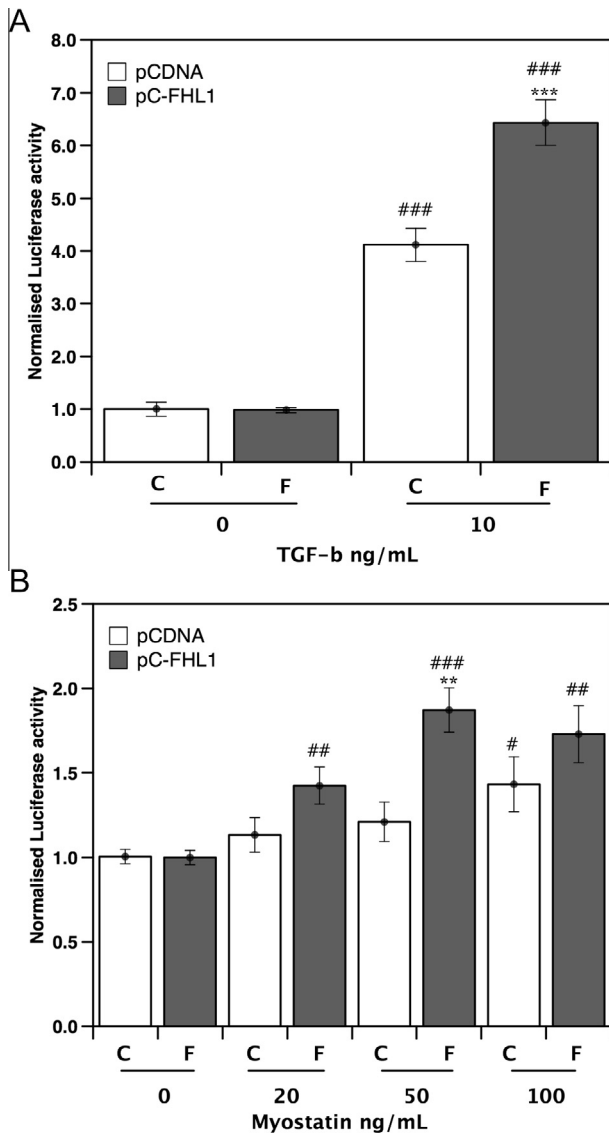 A
8.0
7.0
6.0
5.0
4.0
3.0
2.0
1.0
0.0
Normalised Luciferase activity
pCDNA
pC-FHL1
###
###
***
C F C F
0 10
TGF-b ng/mL
B
2.5
2.0
1.5
1.0
0.5
0.0
Normalised Luciferase activity
pCDNA
pC-FHL1
##
###
**
#
##
C F C F C F C F
0 20 50 100
Myostatin ng/mL